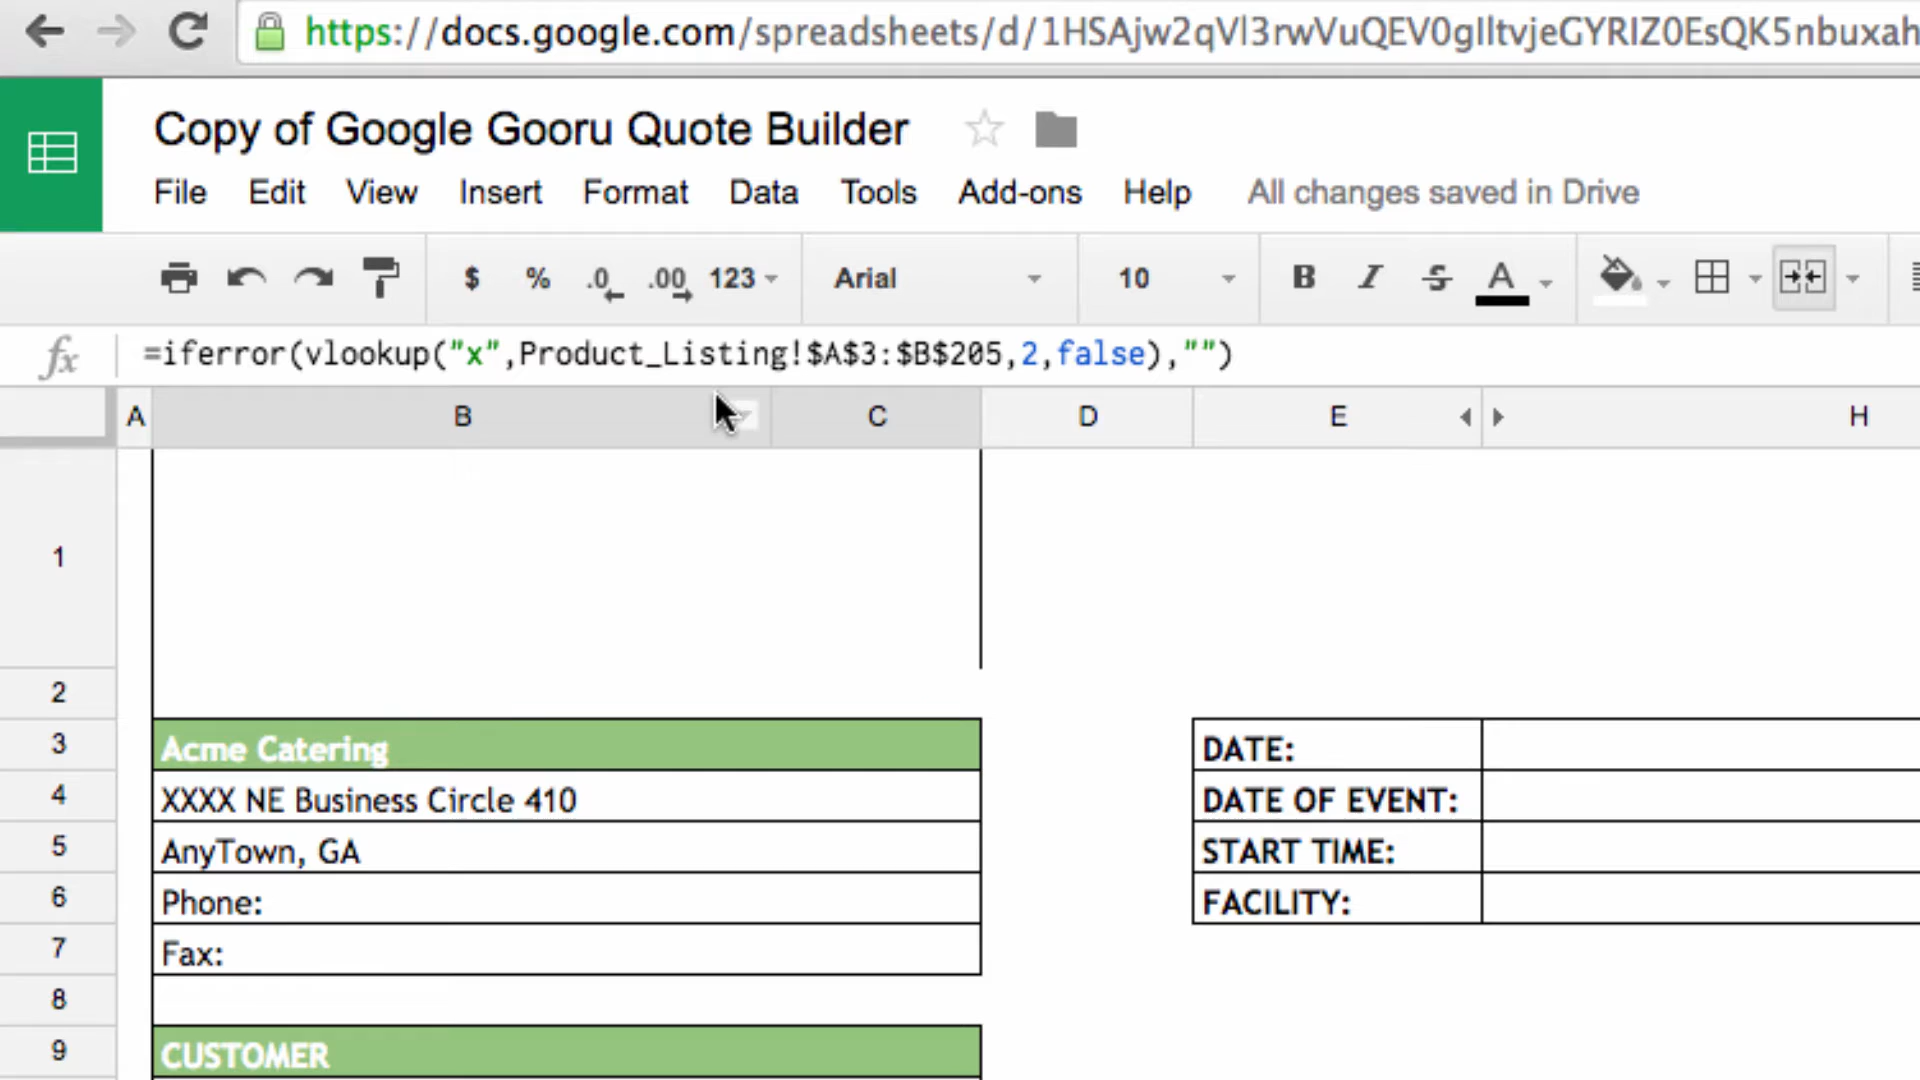 https://docs.google.com/spreadsheets/d/1HSAjw2qVl3rwVuQEV0gIltvjeGYRIZ0EsQK5nbuxah
Copy of Google Gooru Quote Builder
File Edit View Insert Format Data Tools Add-ons Help All changes saved in Drive
$ % .0 .00 123 Arial 10 B I S A
fx =iferror(vlookup("x",Product_Listing!$A$3:$B$205,2,false),"")
A B C D E H
1
2
3 Acme Catering DATE:
4 XXXX NE Business Circle 410 DATE OF EVENT:
5 AnyTown, GA START TIME:
6 Phone: FACILITY:
7 Fax:
8
9 CUSTOMER